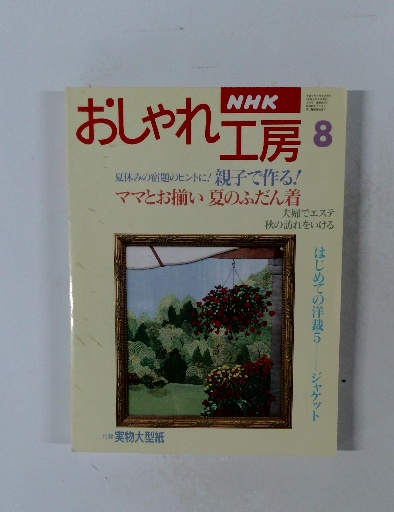 NHK
おしゃれ
工房
8
夏休みの宿題のヒントに! 親子で作る!
ママとお揃い 夏のふだん着
夫婦でエステ
秋の訪れをいける
はじめての洋裁5——ジャケット
付録 実物大型紙